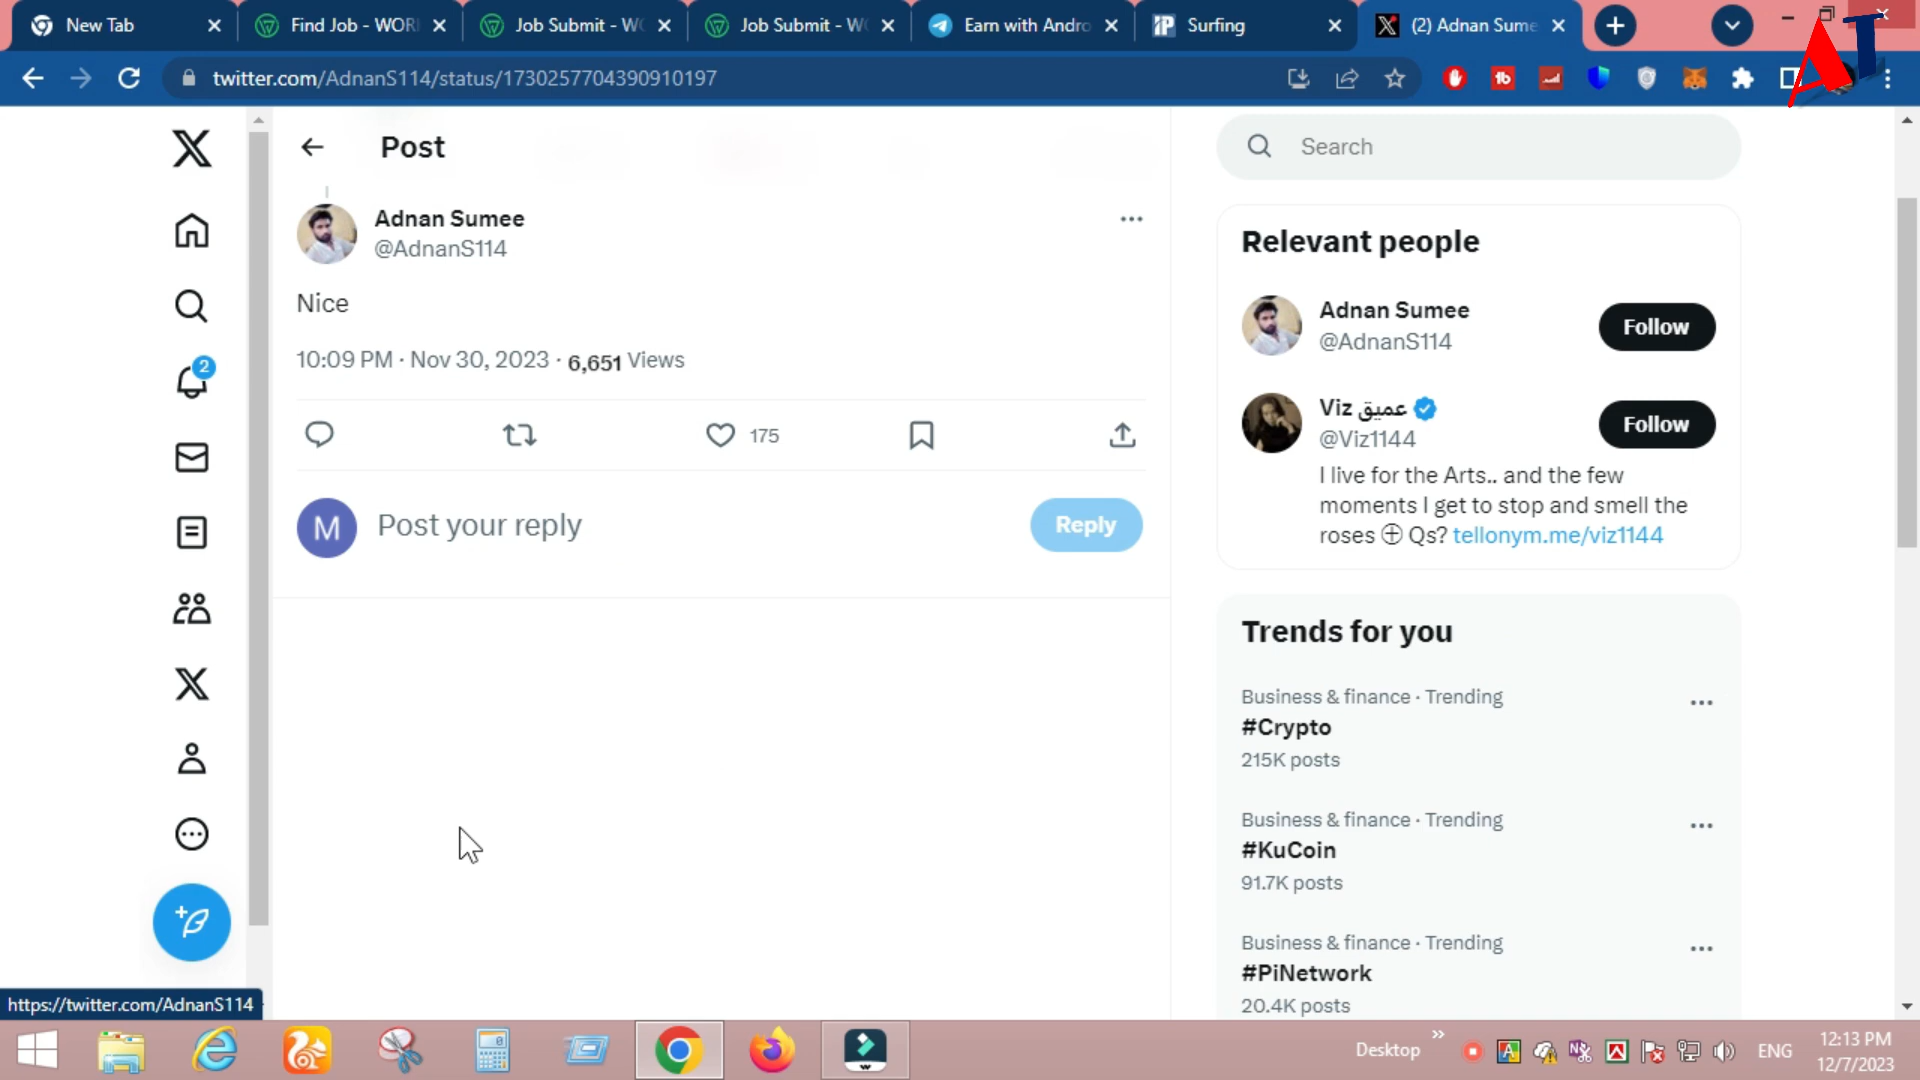 New Tab
Find Job - WOR
Job Submit - W
Job Submit - W
Earn with Andro
Surfing
(2) Adnan Sume
twitter.com/AdnanS114/status/1730257704390910197
AT
Post
Search
Adnan Sumee
@AdnanS114
Nice
10:09 PM · Nov 30, 2023 · 6,651 Views
175
M
Post your reply
Reply
2
Relevant people
Adnan Sumee
@AdnanS114
Follow
Viz عميق
@Viz1144
Follow
I live for the Arts.. and the few
moments I get to stop and smell the
roses ⊕ Qs? tellonym.me/viz1144
Trends for you
Business & finance · Trending
#Crypto
215K posts
Business & finance · Trending
#KuCoin
91.7K posts
Business & finance · Trending
#PiNetwork
20.4K posts
https://twitter.com/AdnanS114
Desktop
ENG
12:13 PM
12/7/2023